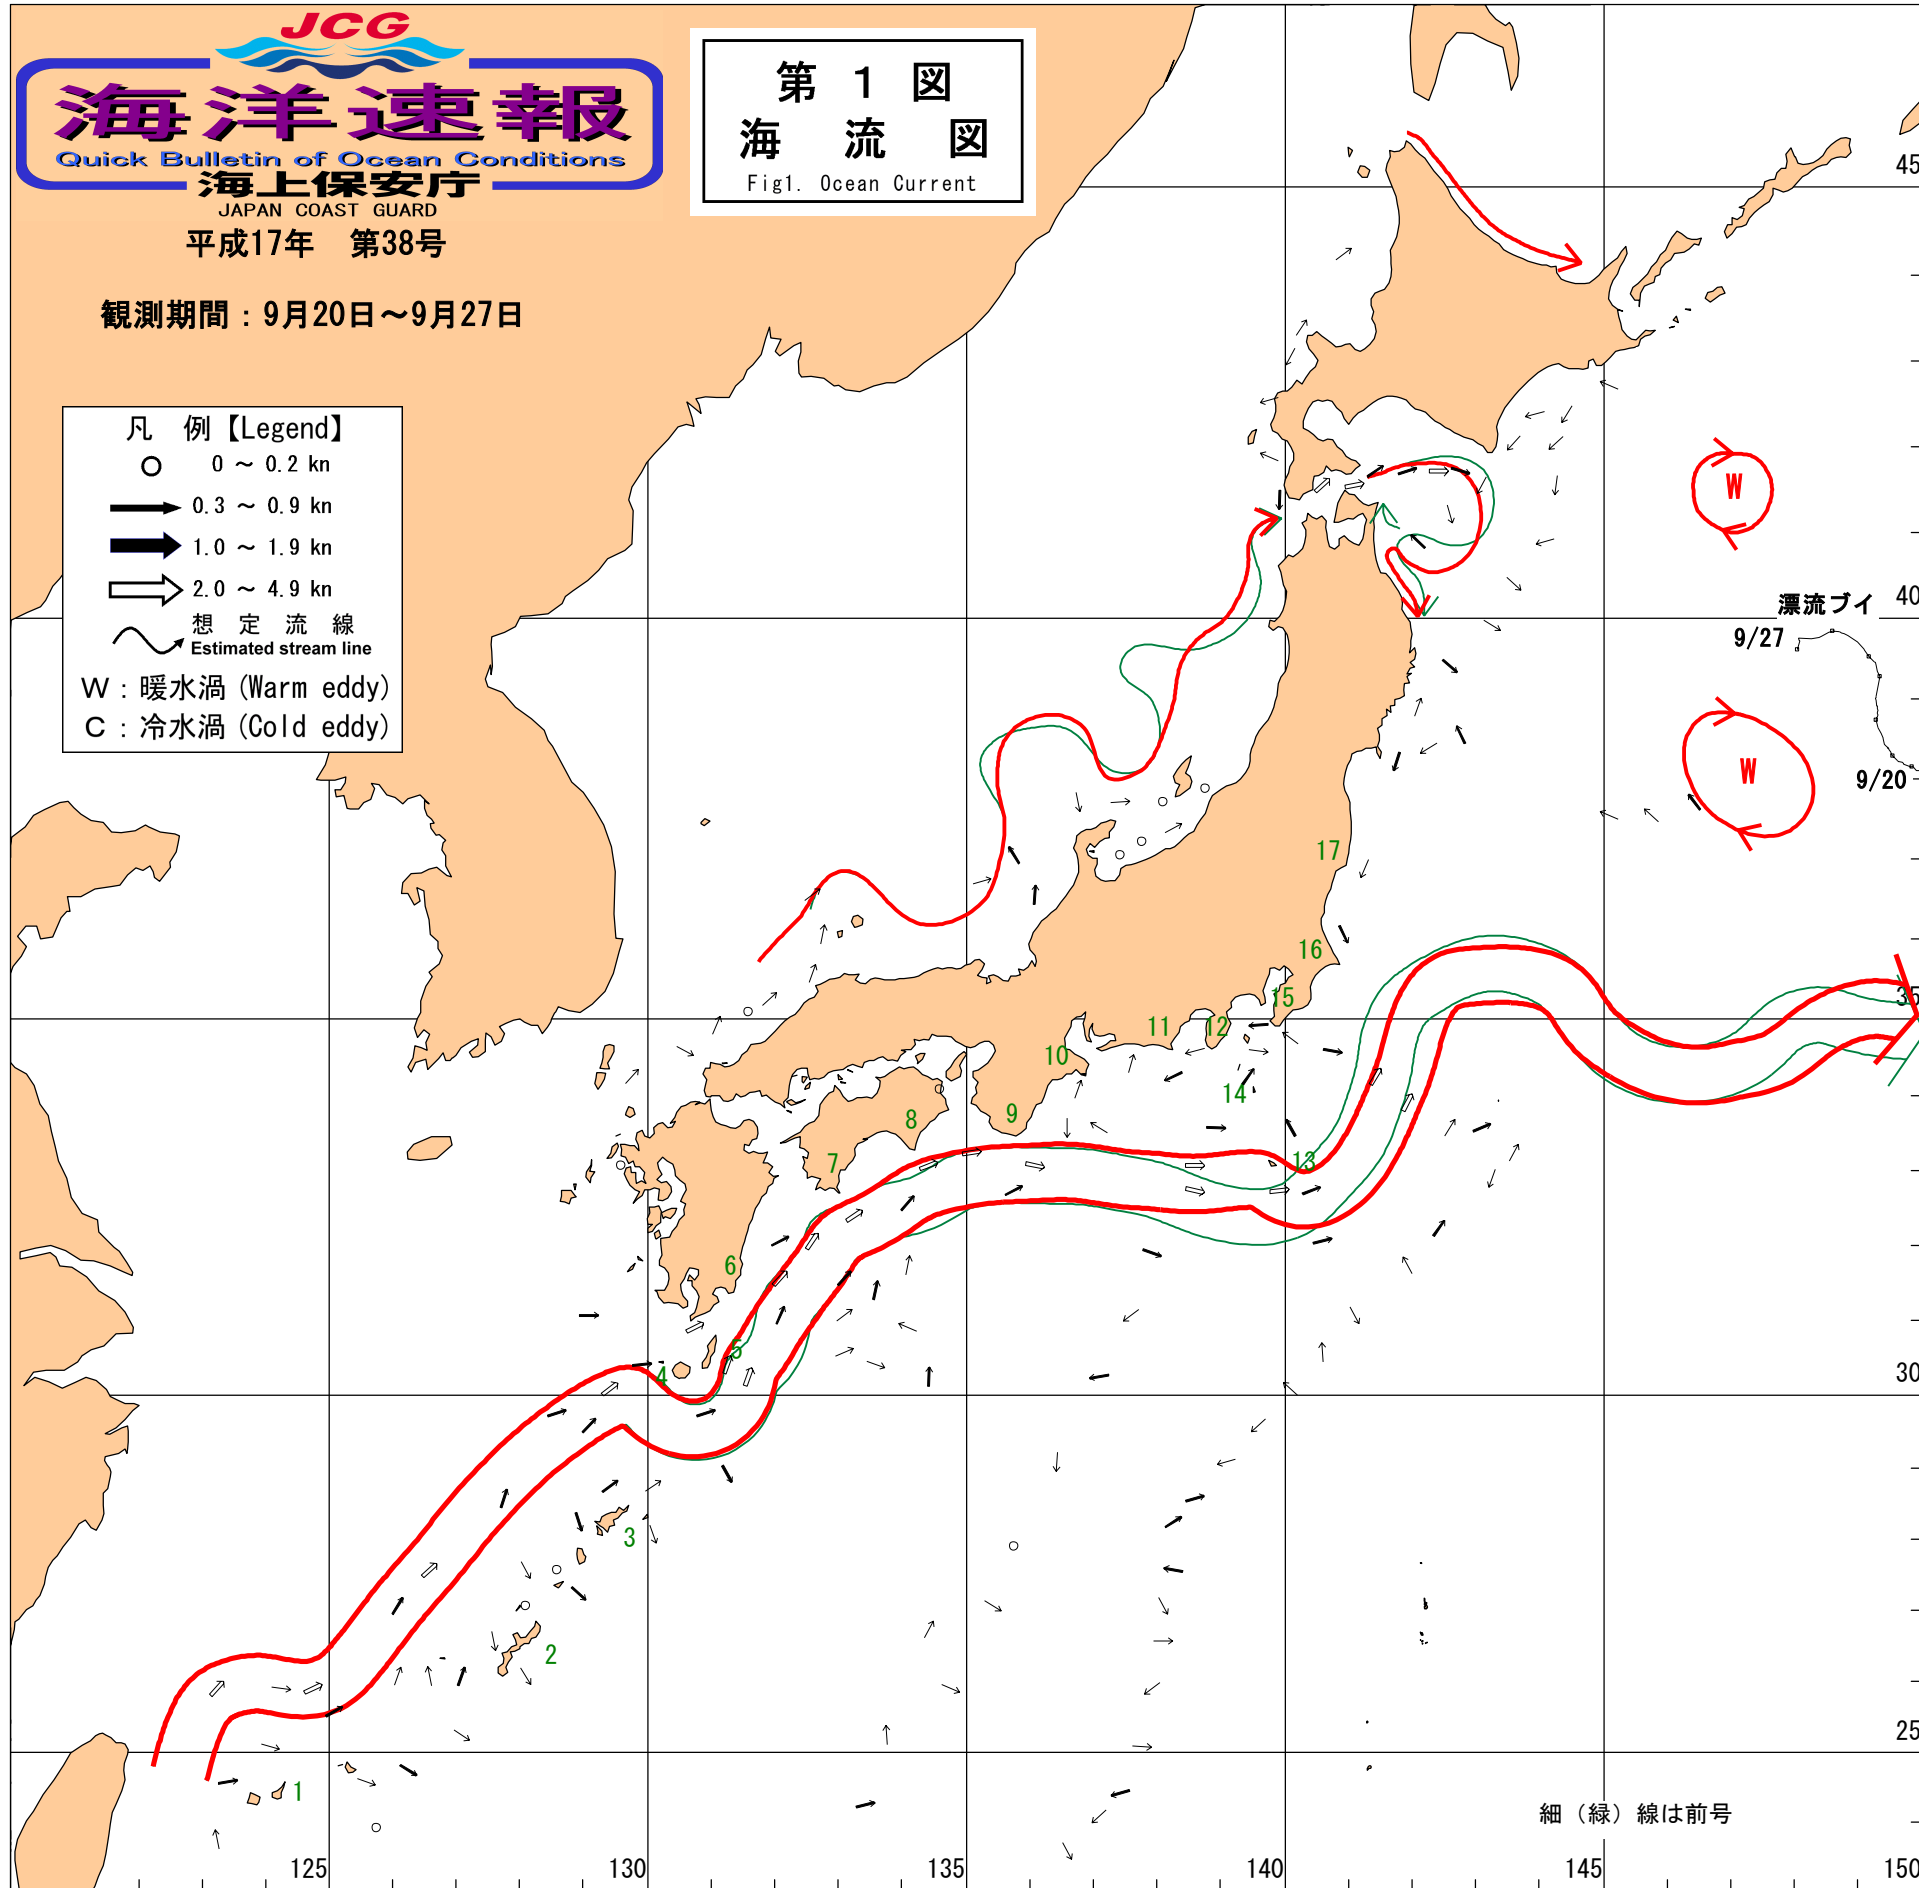 JCG
海洋速報
Quick Bulletin of Ocean Conditions
海上保安庁
JAPAN COAST GUARD
平成17年 第38号
観測期間：9月20日～9月27日
第 1 図
海 流 図
Fig1. Ocean Current
凡 例【Legend】
0 ～ 0.2 kn
0.3 ～ 0.9 kn
1.0 ～ 1.9 kn
2.0 ～ 4.9 kn
想 定 流 線
Estimated stream line
W：暖水渦(Warm eddy)
C：冷水渦(Cold eddy)
45
W
40
漂流ブイ
9/27
W
9/20
17
16
15
35
11
12
10
14
9
8
7
13
6
5
4
30
3
2
25
1
細（緑）線は前号
125
130
135
140
145
150